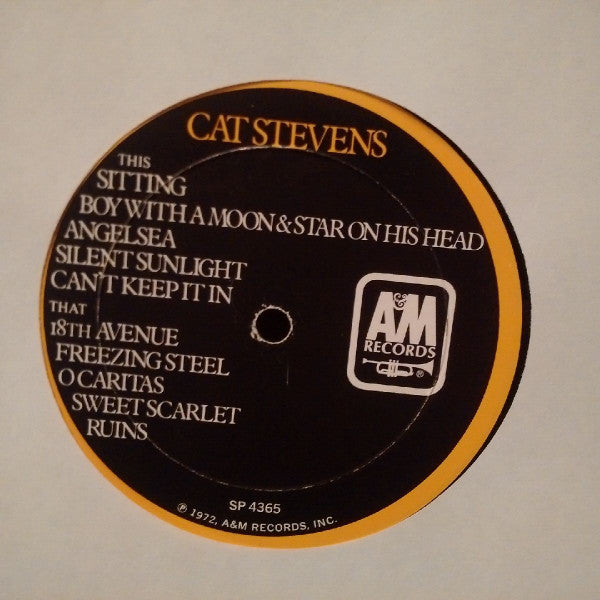 CAT STEVENS
THIS
SITTING
BOY WITH A MOON & STAR ON HIS HEAD
ANGELSEA
SILENT SUNLIGHT
CAN'T KEEP IT IN
THAT
18TH AVENUE
FREEZING STEEL
O CARITAS
SWEET SCARLET
RUINS
&
A M
RECORDS
®
SP 4365
℗ 1972, A&M RECORDS, INC.